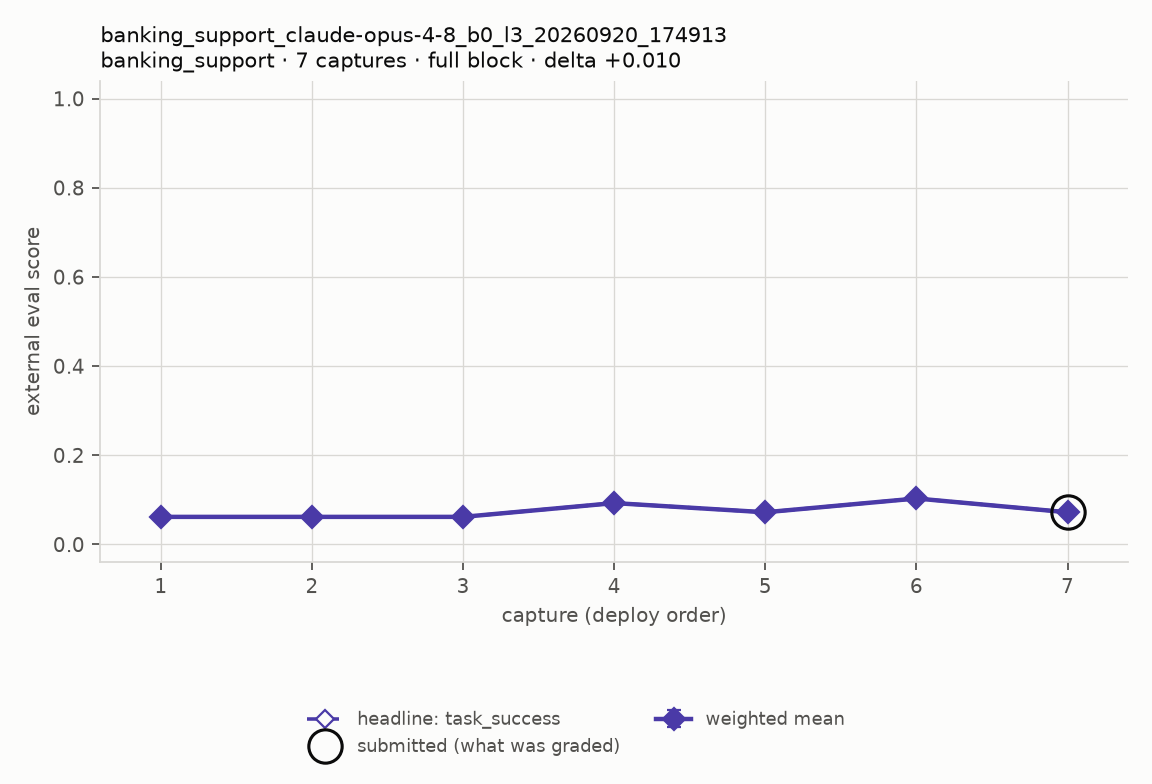 banking_support_claude-opus-4-8_b0_l3_20260920_174913
banking_support · 7 captures · full block · delta +0.010
1.0
0.8
0.6
0.4
0.2
0.0
external eval score
1 2 3 4 5 6 7
capture (deploy order)
headline: task_success
weighted mean
submitted (what was graded)